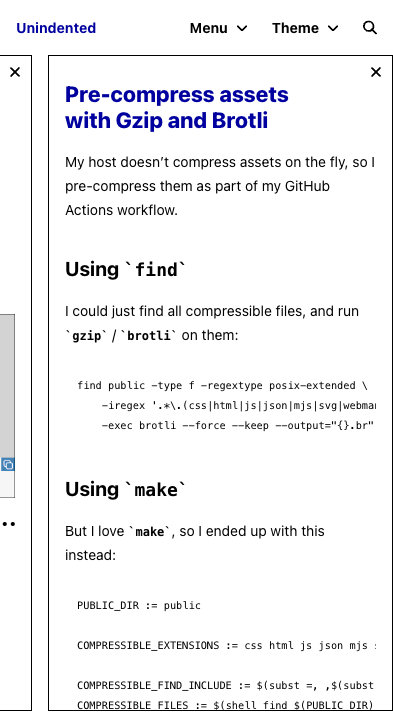 Unindented
Menu
Theme
Pre-compress assets
with Gzip and Brotli
My host doesn’t compress assets on the fly, so I
pre-compress them as part of my GitHub
Actions workflow.
Using `find`
I could just find all compressible files, and run
`gzip` / `brotli` on them:
find public -type f -regextype posix-extended \
-iregex '.*\.(css|html|js|json|mjs|svg|webma
-exec brotli --force --keep --output="{}.br"
Using `make`
But I love `make`, so I ended up with this
instead:
PUBLIC_DIR := public
COMPRESSIBLE_EXTENSIONS := css html js json mjs
COMPRESSIBLE_FIND_INCLUDE := $(subst =, ,$(subst
COMPRESSIBLE_FILES := $(shell find $(PUBLIC_DIR)